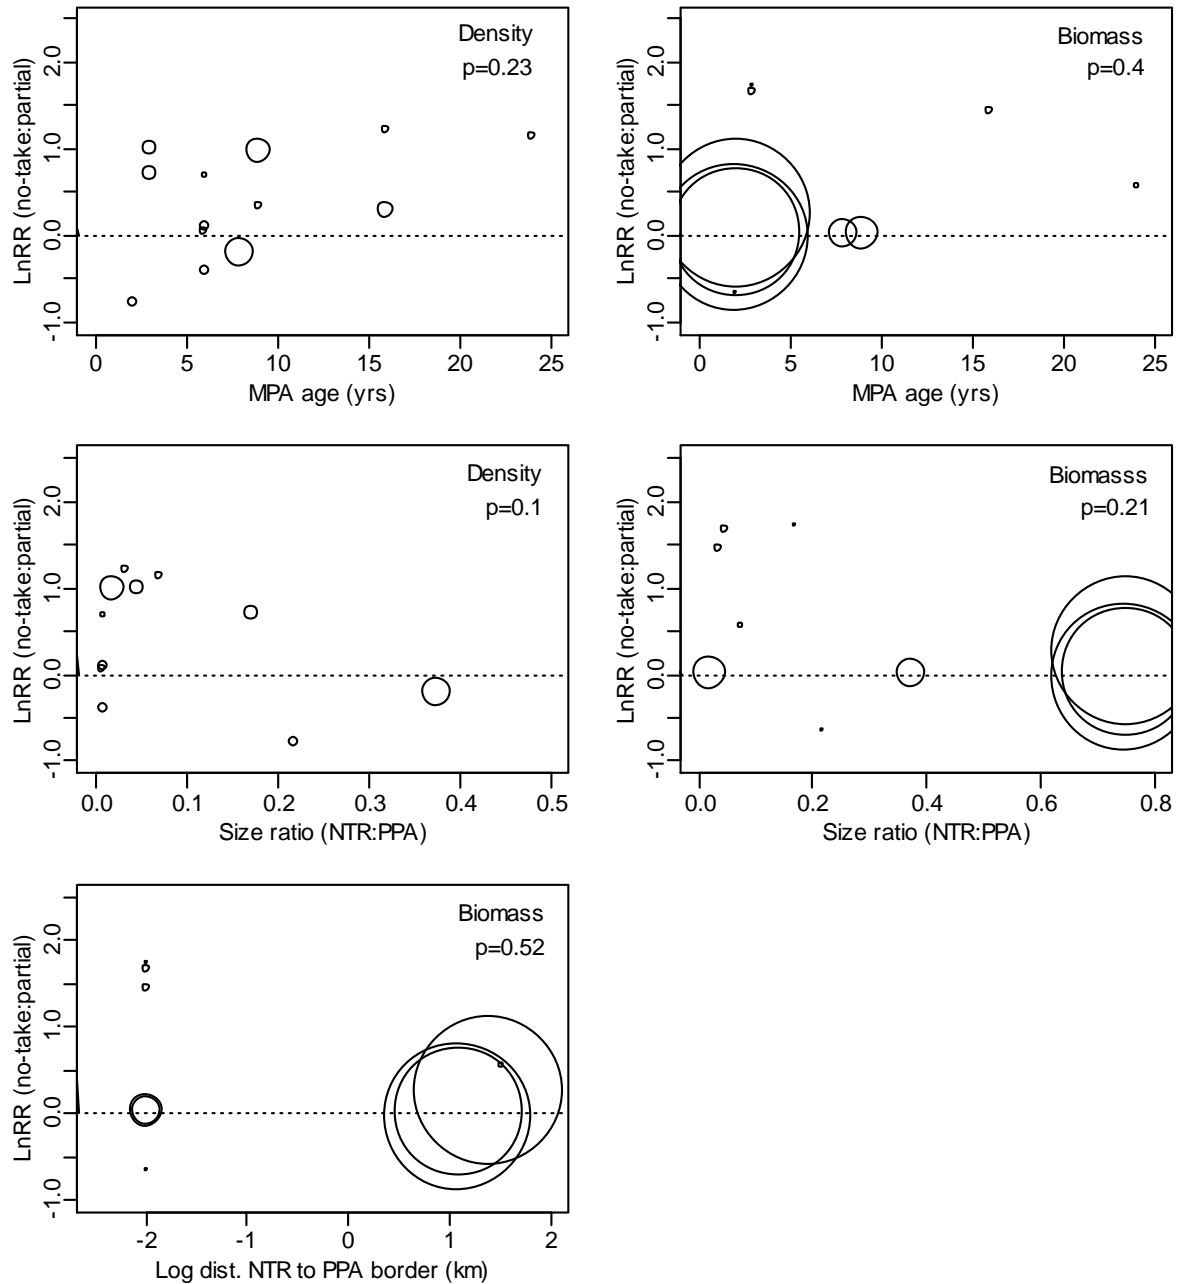 Density
p=0.23
LnRR (no-take:partial)
2.0
1.0
0.0
-1.0
0 5 10 15 20 25
MPA age (yrs)
Biomass
p=0.4
LnRR (no-take:partial)
2.0
1.0
0.0
-1.0
0 5 10 15 20 25
MPA age (yrs)
Density
p=0.1
LnRR (no-take:partial)
2.0
1.0
0.0
-1.0
0.0 0.1 0.2 0.3 0.4 0.5
Size ratio (NTR:PPA)
Biomasss
p=0.21
LnRR (no-take:partial)
2.0
1.0
0.0
-1.0
0.0 0.2 0.4 0.6 0.8
Size ratio (NTR:PPA)
Biomass
p=0.52
LnRR (no-take:partial)
2.0
1.0
0.0
-1.0
-2 -1 0 1 2
Log dist. NTR to PPA border (km)